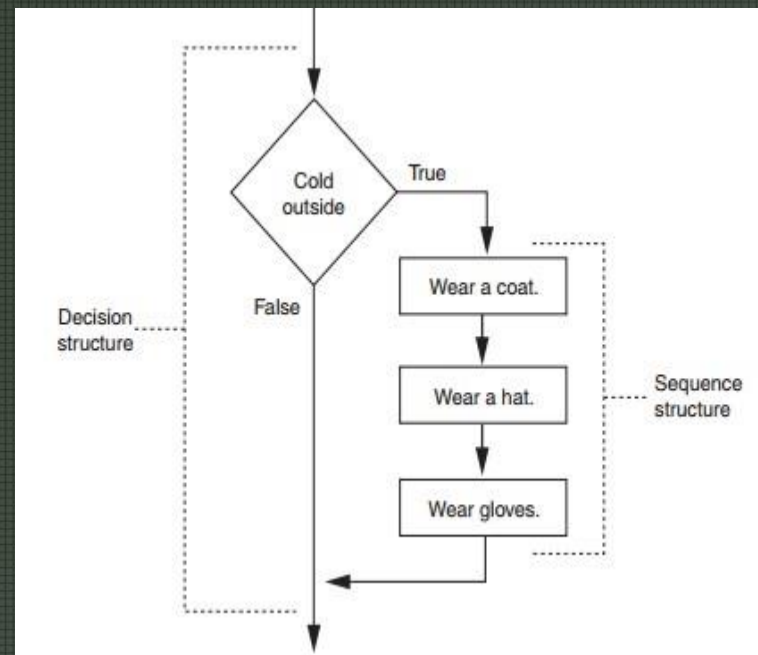 Cold
outside
True
False
Wear a coat.
Wear a hat.
Wear gloves.
Decision
structure
Sequence
structure